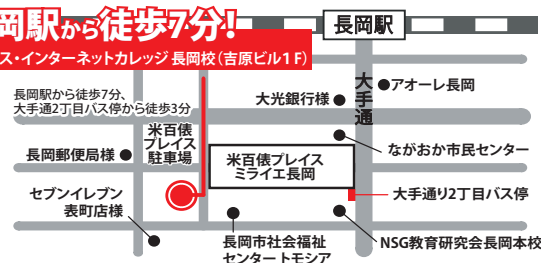 岡駅から徒歩7分!
ス・インターネットカレッジ 長岡校(吉原ビル1F)
長岡駅
長岡駅から徒歩7分、
大手通2丁目バス停から徒歩3分
大手通
アオーレ長岡
大光銀行様
米百俵
プレイス
駐車場
ながおか市民センター
長岡郵便局様
米百俵プレイス
ミライエ長岡
セブンイレブン
表町店様
大手通り2丁目バス停
長岡市社会福祉
センタートモシア
NSG教育研究会長岡本校